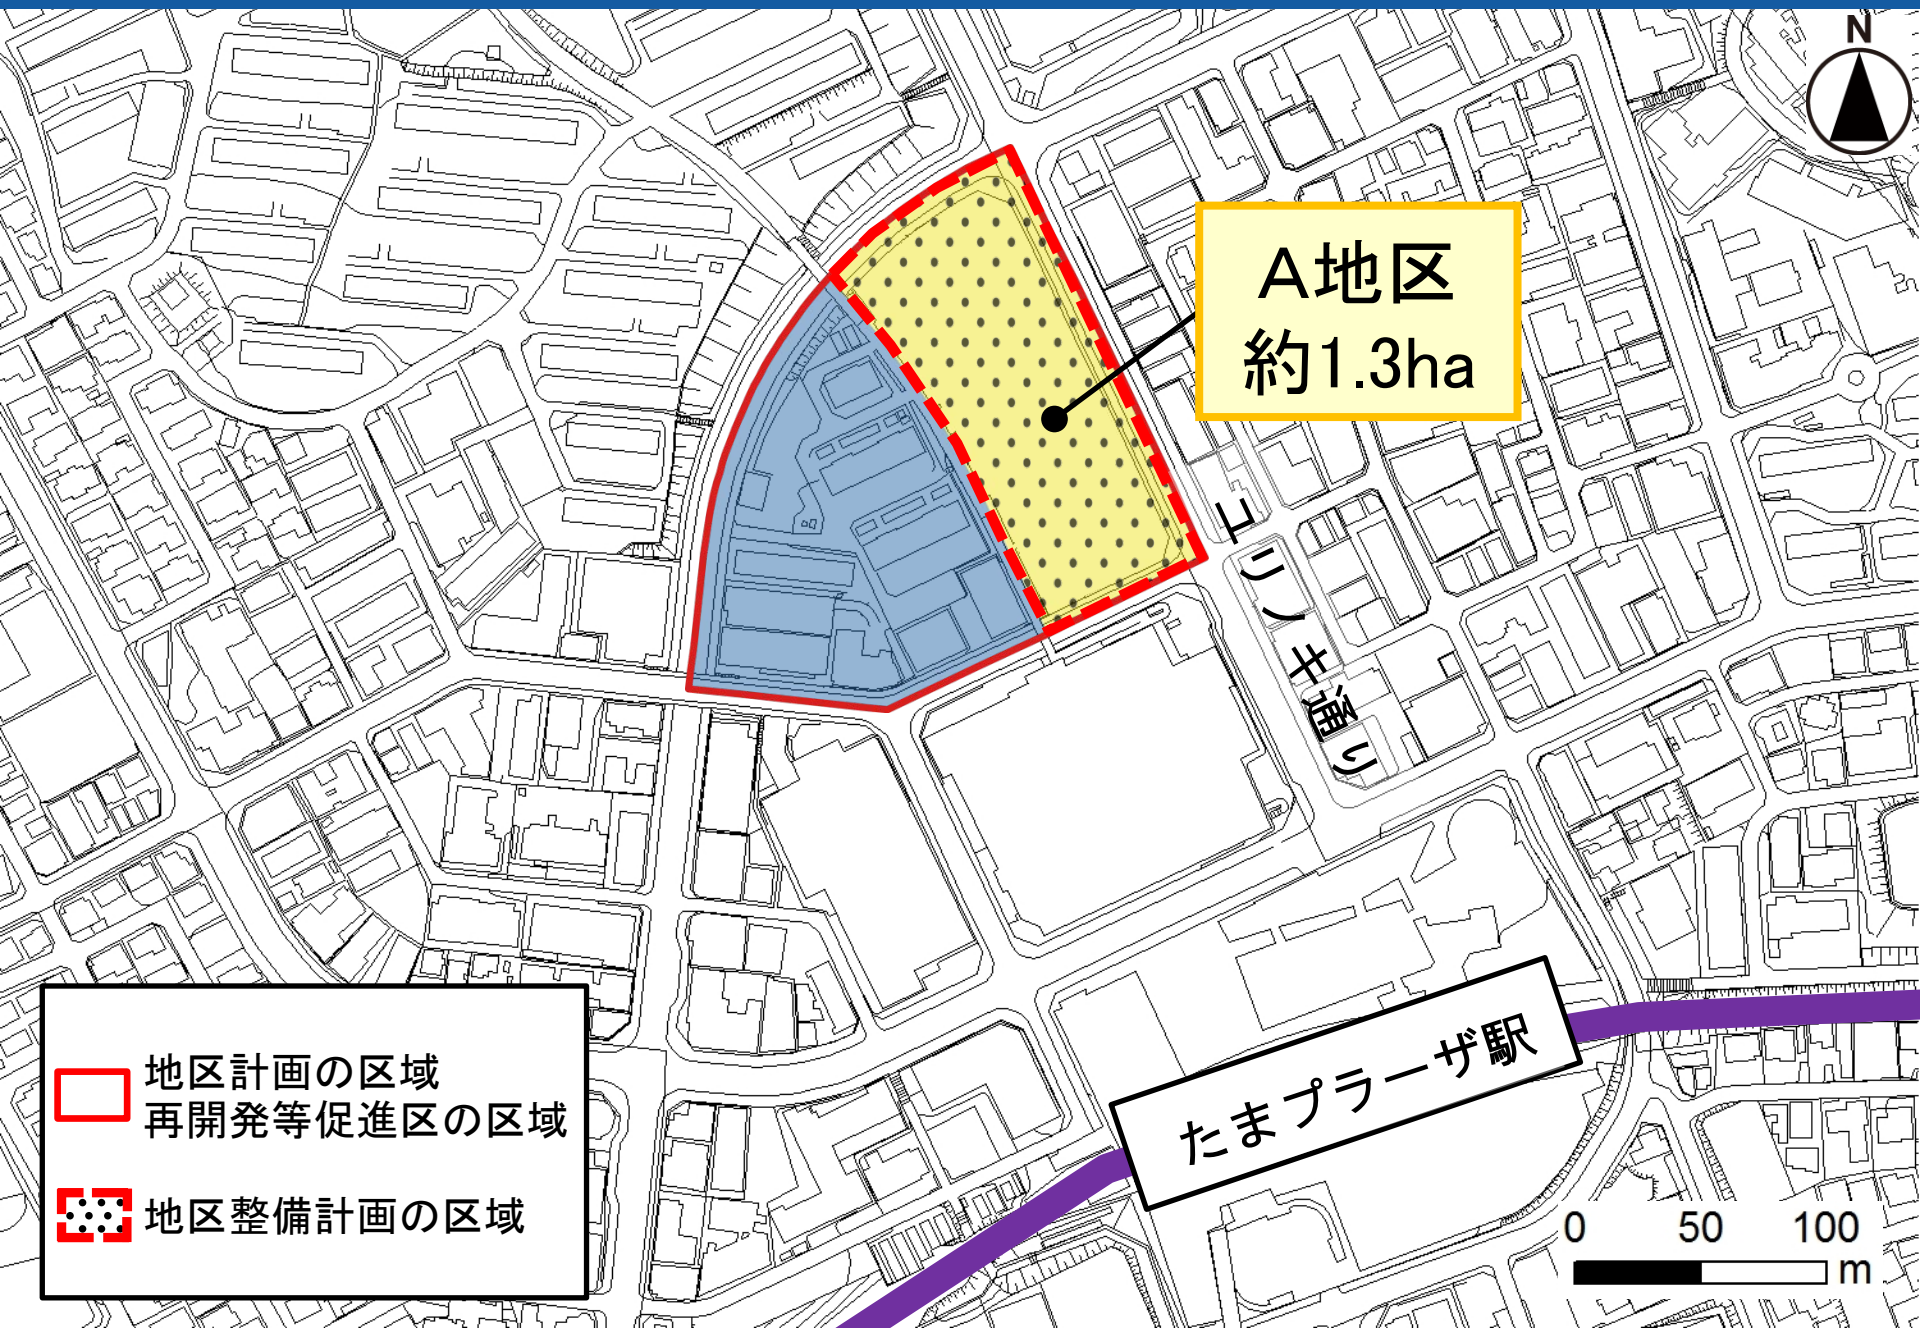 N
A地区
約1.3ha
ユリノキ通り
たまプラーザ駅
地区計画の区域
再開発等促進区の区域
地区整備計画の区域
0 50 100
m